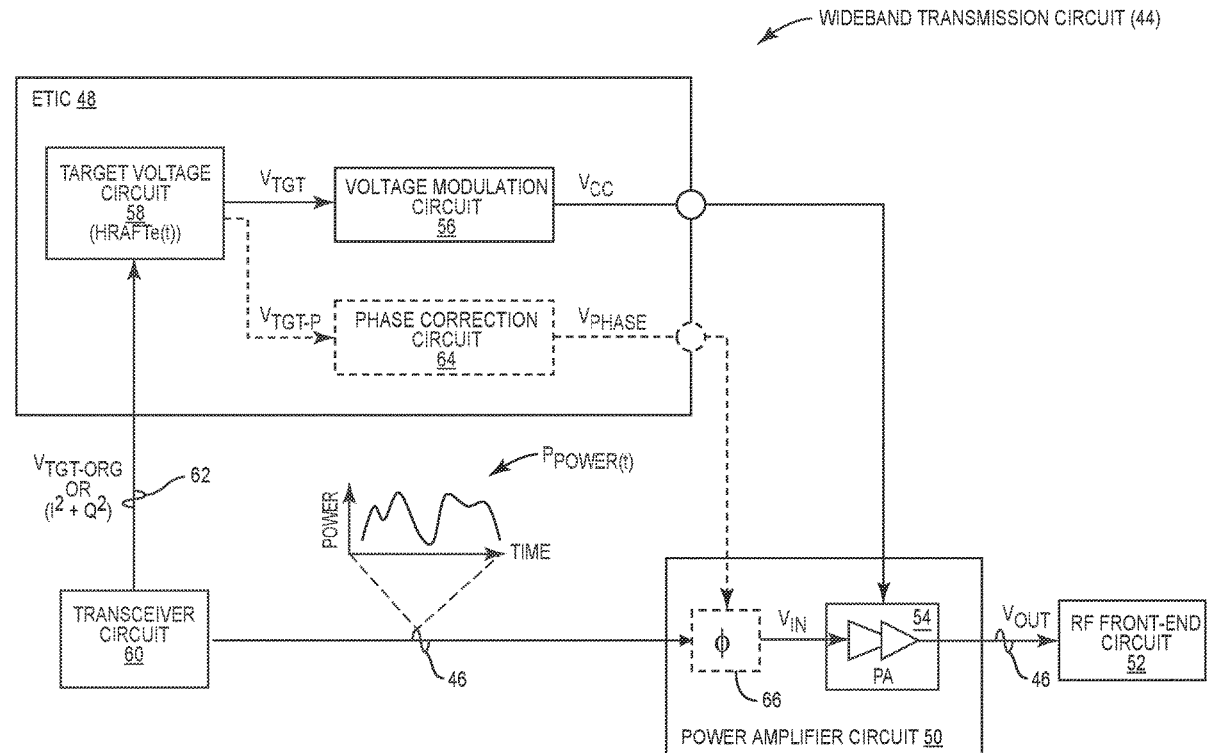 WIDEBAND TRANSMISSION CIRCUIT (44)
ETIC 48
TARGET VOLTAGE
CIRCUIT
58
(HRAFTe(t))
VTGT
VOLTAGE MODULATION
CIRCUIT
56
VCC
VTGT-P
PHASE CORRECTION
CIRCUIT
64
VPHASE
VTGT-ORG
OR
(I² + Q²)
62
PPOWER(t)
POWER
TIME
TRANSCEIVER
CIRCUIT
60
46
ϕ
66
VIN
54
PA
VOUT
46
RF FRONT-END
CIRCUIT
52
POWER AMPLIFIER CIRCUIT 50